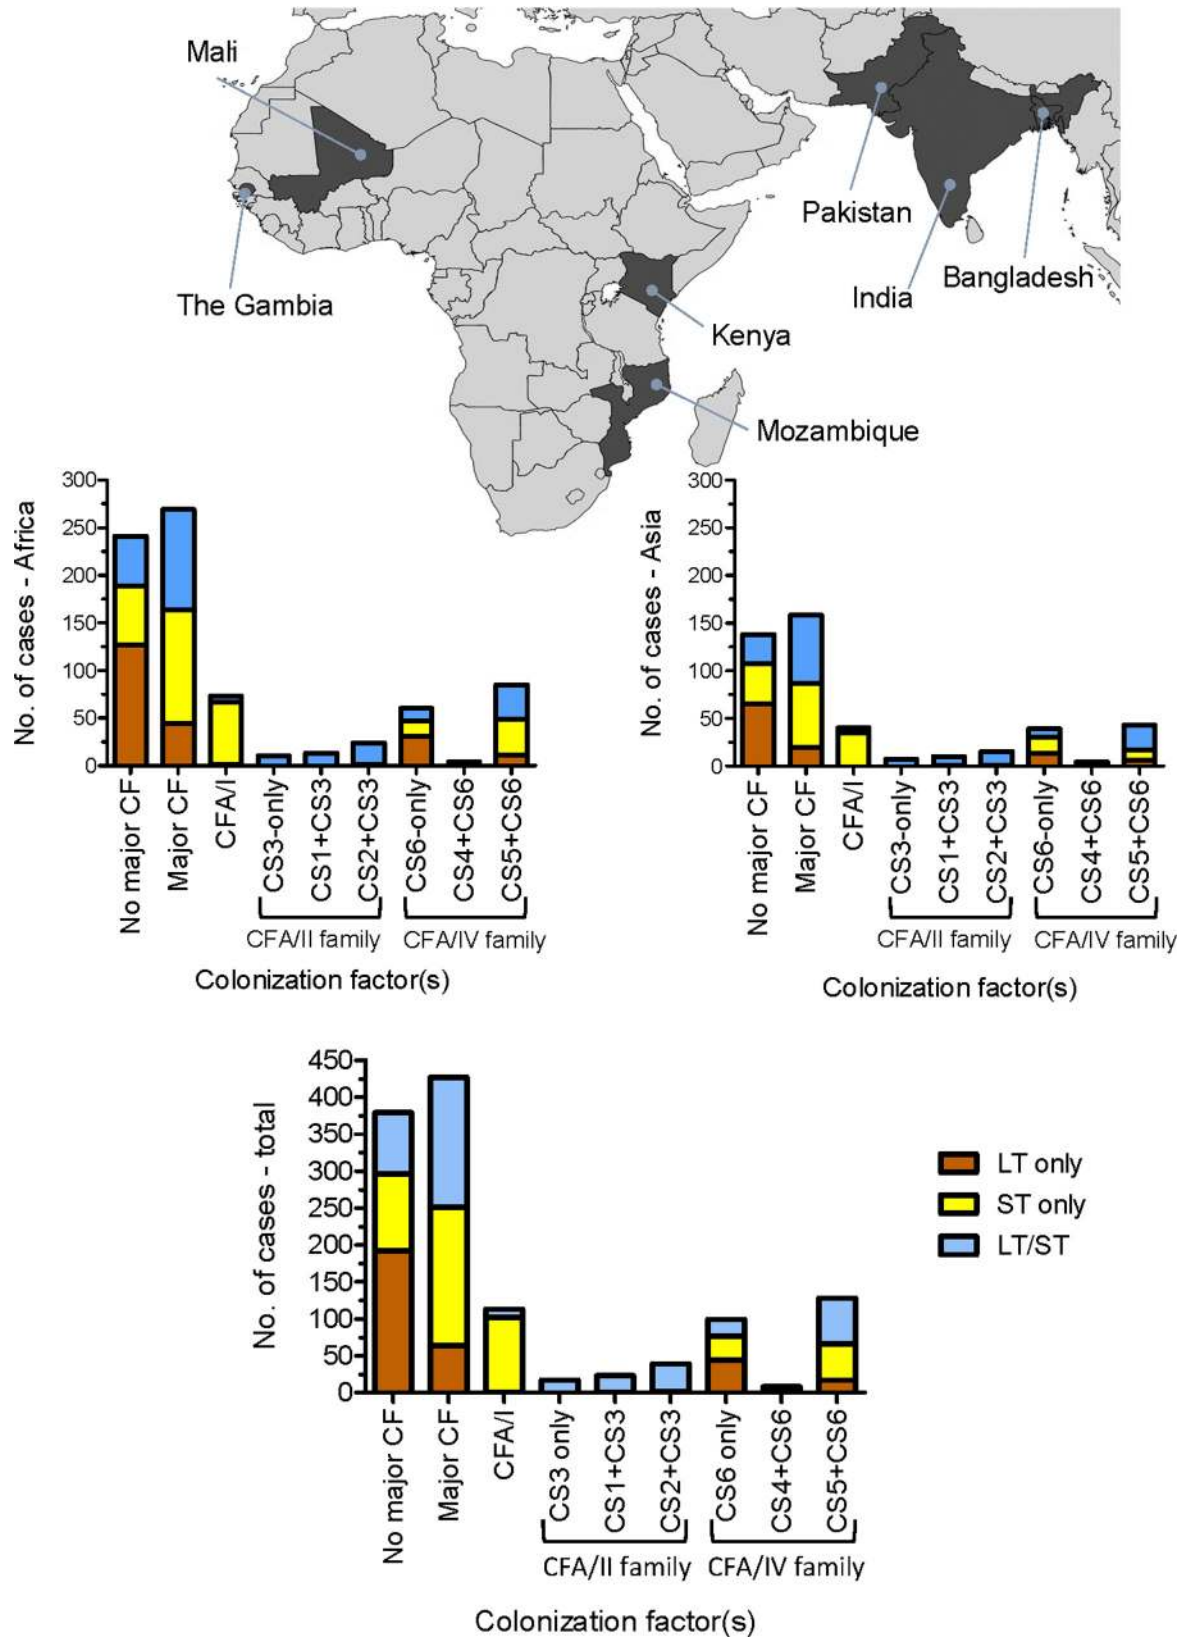 Mali
The Gambia
Kenya
Mozambique
Pakistan
India
Bangladesh
No. of cases - Africa
300
250
200
150
100
50
0
No major CF
Major CF
CFA/I
CS3-only
CS1+CS3
CS2+CS3
CS6-only
CS4+CS6
CS5+CS6
CFA/II family
CFA/IV family
Colonization factor(s)
No. of cases - Asia
300
250
200
150
100
50
0
No major CF
Major CF
CFA/I
CS3-only
CS1+CS3
CS2+CS3
CS6-only
CS4+CS6
CS5+CS6
CFA/II family
CFA/IV family
Colonization factor(s)
No. of cases - total
450
400
350
300
250
200
150
100
50
0
No major CF
Major CF
CFA/I
CS3 only
CS1+CS3
CS2+CS3
CS6 only
CS4+CS6
CS5+CS6
CFA/II family
CFA/IV family
Colonization factor(s)
LT only
ST only
LT/ST